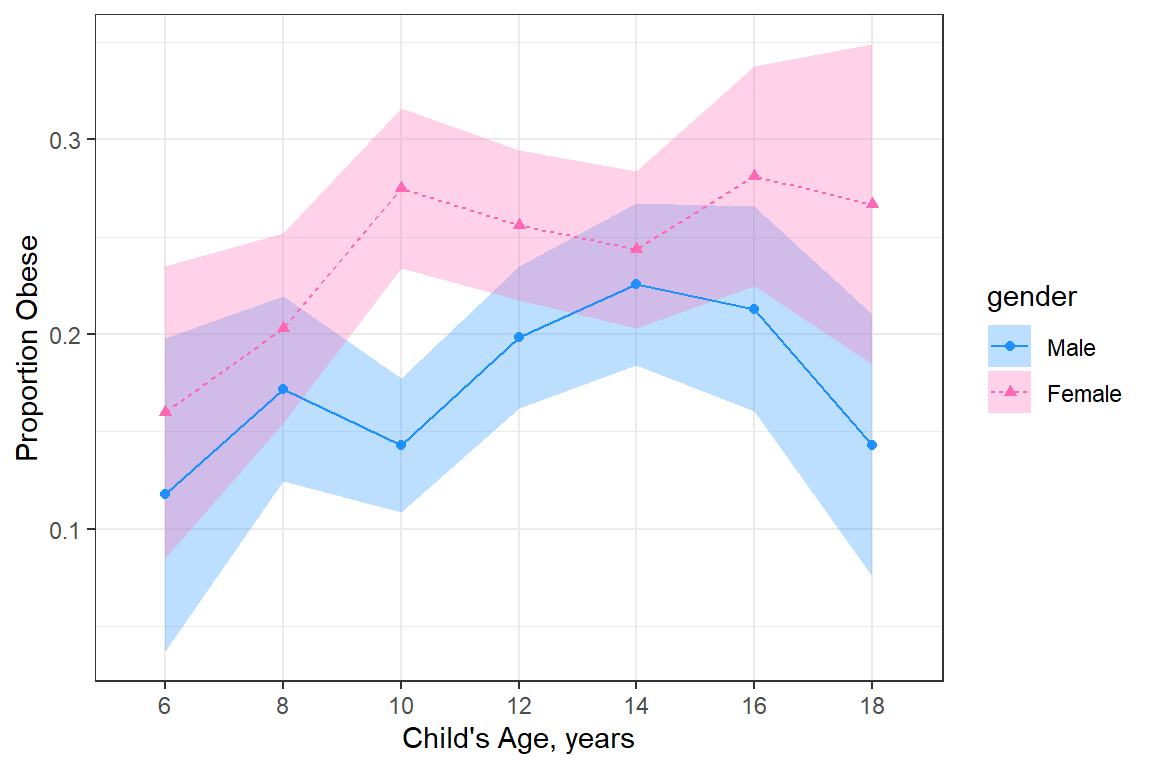 0.3
0.2
0.1
Proportion Obese
6 8 10 12 14 16 18
Child's Age, years
gender
Male
Female